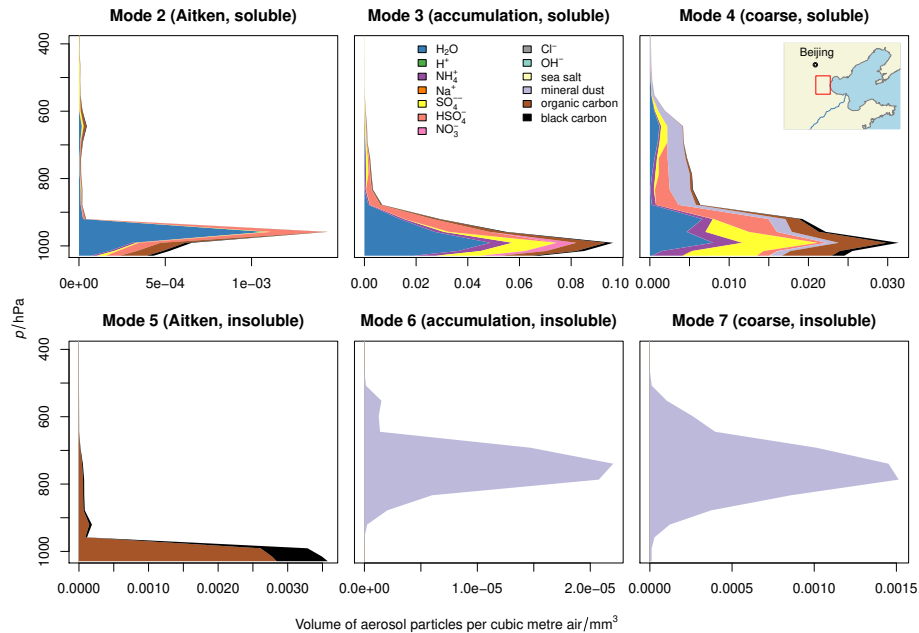 Mode 2 (Aitken, soluble)
Mode 3 (accumulation, soluble)
Mode 4 (coarse, soluble)
400
600
800
1000
H₂O
H⁺
NH₄⁺
Na⁺
SO₄⁻⁻
HSO₄⁻
NO₃⁻
Cl⁻
OH⁻
sea salt
mineral dust
organic carbon
black carbon
Beijing
0e+00 5e−04 1e−03
0.00 0.02 0.04 0.06 0.08 0.10
0.000 0.010 0.020 0.030
p/hPa
Mode 5 (Aitken, insoluble)
Mode 6 (accumulation, insoluble)
Mode 7 (coarse, insoluble)
400
600
800
1000
0.0000 0.0010 0.0020 0.0030
0.0e+00 1.0e−05 2.0e−05
0.0000 0.0005 0.0010 0.0015
Volume of aerosol particles per cubic metre air/mm³